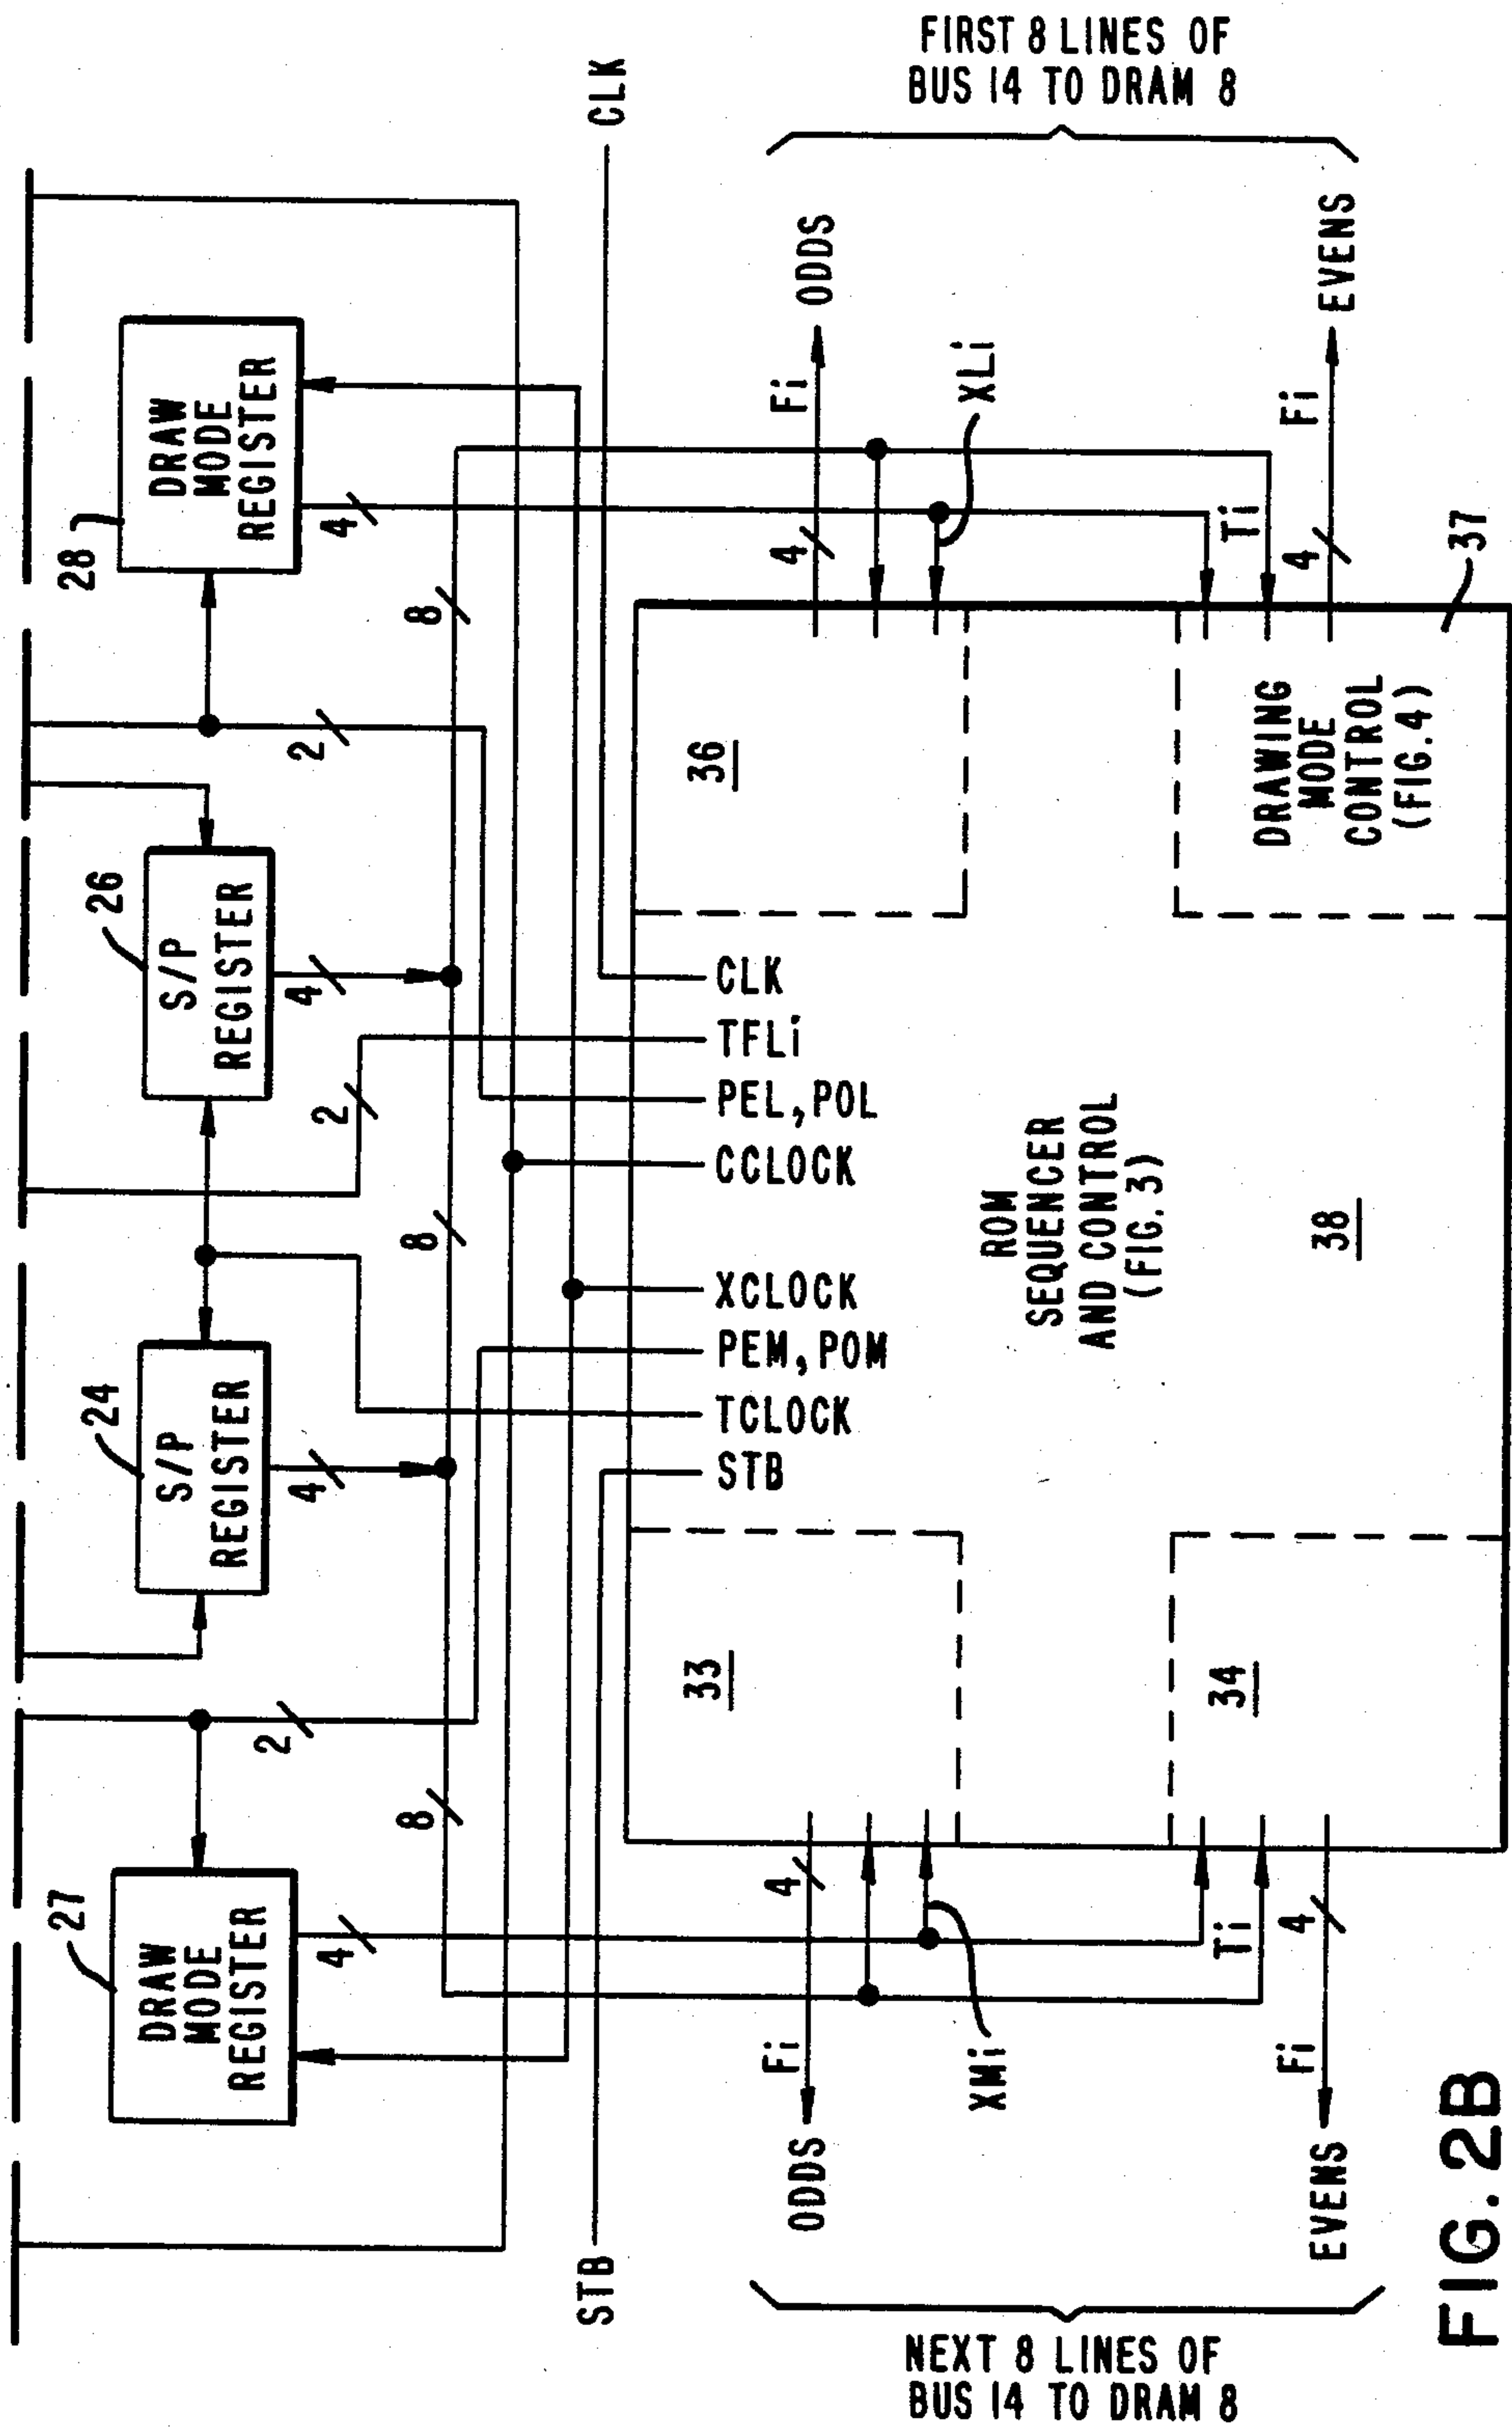 27
DRAW
MODE
REGISTER
4
2
24
S/P
REGISTER
4
26
S/P
REGISTER
4
2
2
28
DRAW
MODE
REGISTER
4
8
8
8
STB
CLK
STB
TCLOCK
PEM, POM
XCLOCK
CCLOCK
PEL, POL
TFLi
CLK
33
34
36
ROM
SEQUENCER
AND CONTROL
(FIG. 3)
38
DRAWING
MODE
CONTROL
(FIG. 4)
37
ODDS
Fi
4
XMi
Ti
4
Fi
EVENS
NEXT 8 LINES OF
BUS 14 TO DRAM 8
4
Fi
ODDS
XLi
Ti
4
Fi
EVENS
FIRST 8 LINES OF
BUS 14 TO DRAM 8
FIG. 2B